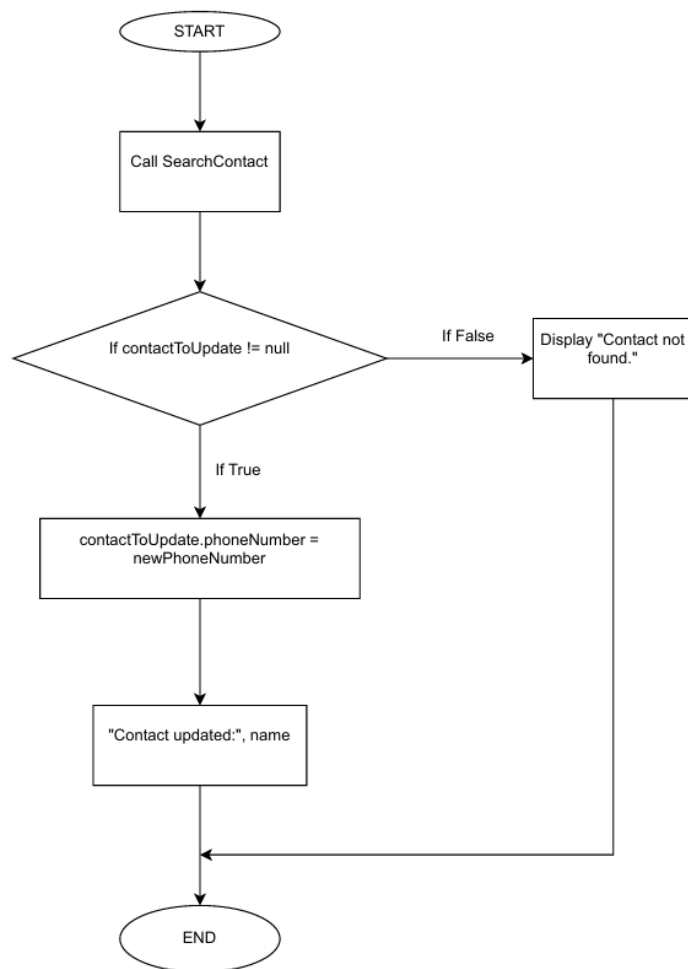 START
Call SearchContact
If contactToUpdate != null
If False
Display "Contact not
found."
If True
contactToUpdate.phoneNumber =
newPhoneNumber
"Contact updated:", name
END